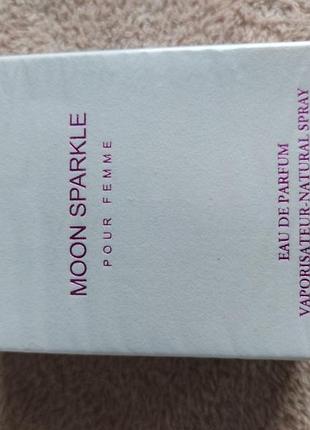 MOON SPARKLE
POUR FEMME
EAU DE PARFUM
VAPORISATEUR-NATURAL SPRAY